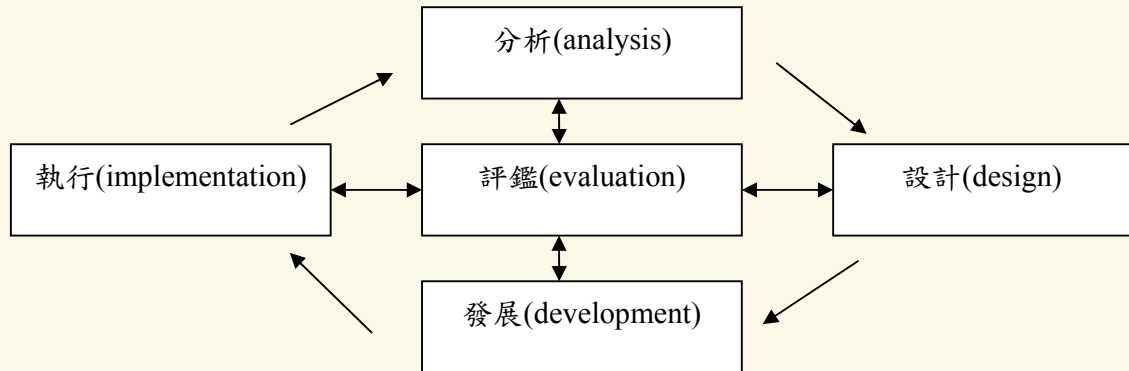 分析(analysis)
執行(implementation)
評鑑(evaluation)
設計(design)
發展(development)